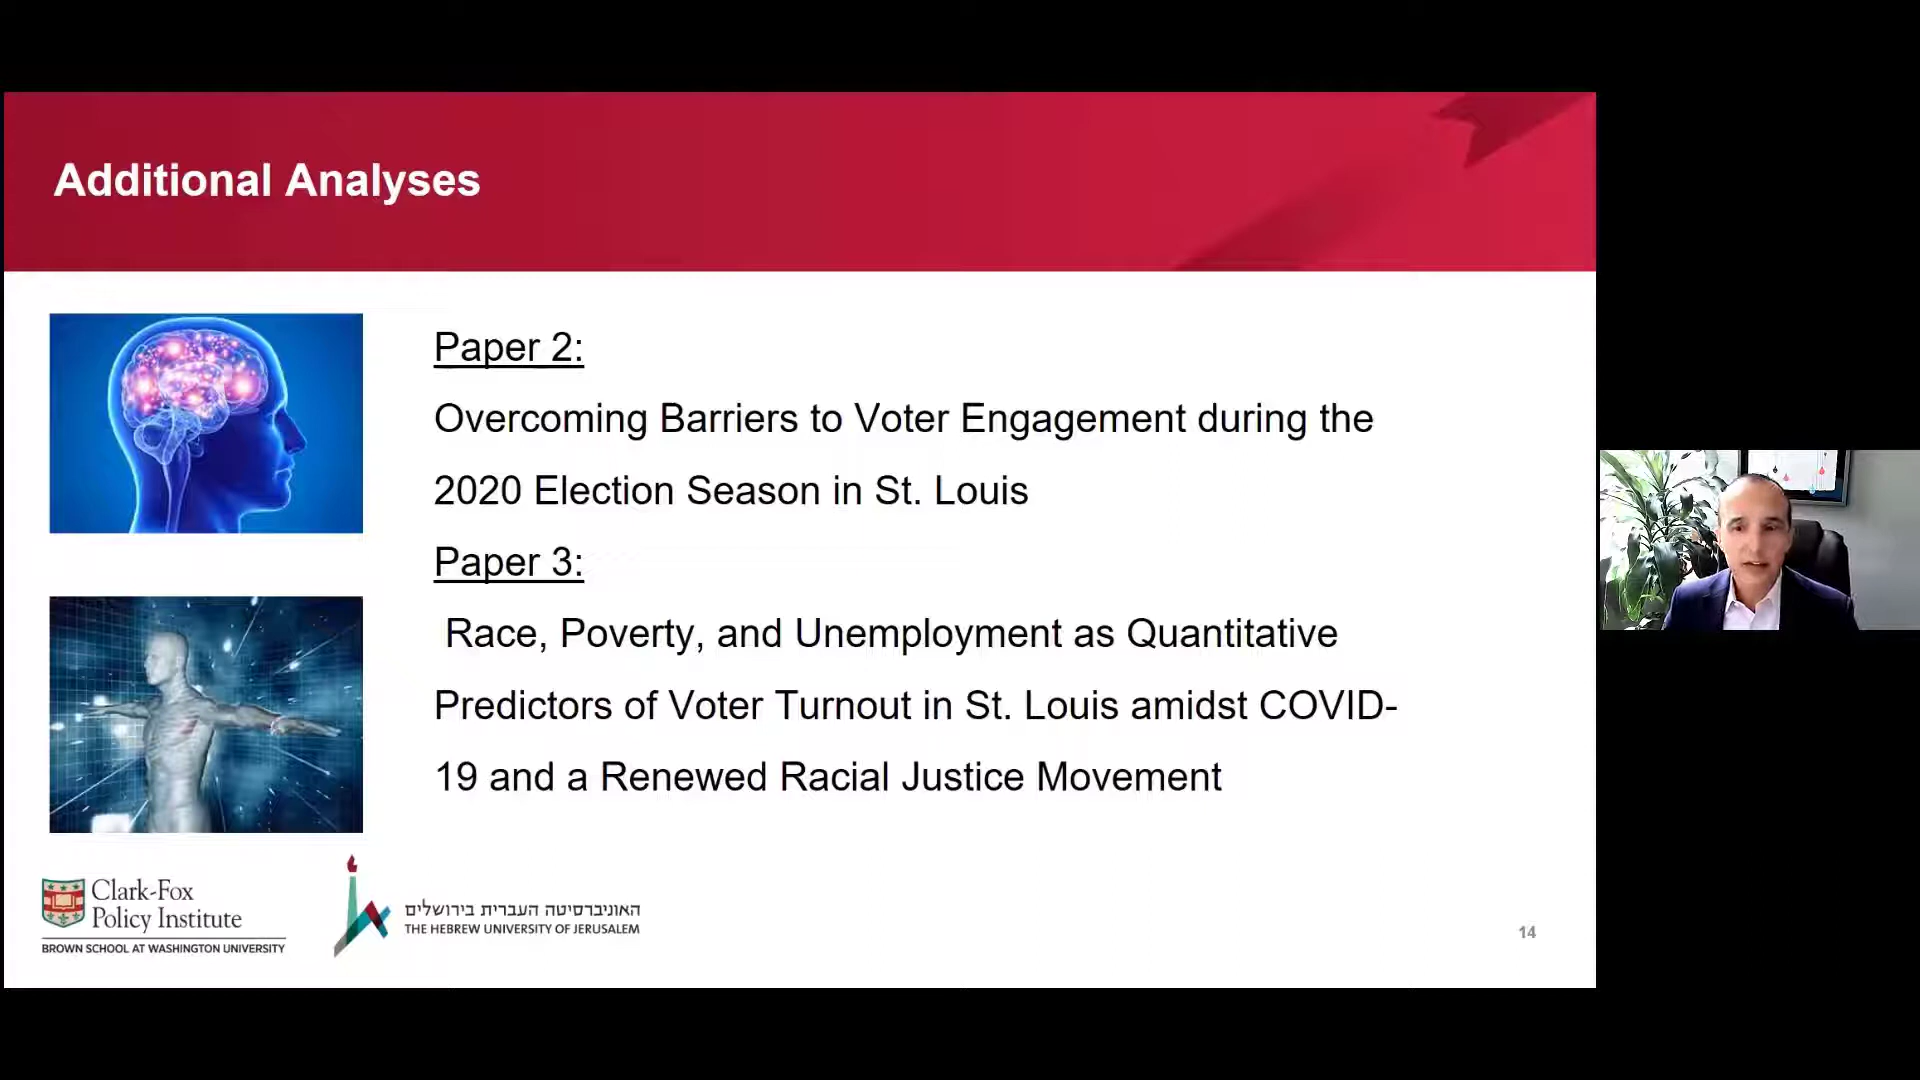 Additional Analyses
Paper 2:
Overcoming Barriers to Voter Engagement during the
2020 Election Season in St. Louis
Paper 3:
Race, Poverty, and Unemployment as Quantitative
Predictors of Voter Turnout in St. Louis amidst COVID-
19 and a Renewed Racial Justice Movement
Clark-Fox
Policy Institute
BROWN SCHOOL AT WASHINGTON UNIVERSITY
האוניברסיטה העברית בירושלים
THE HEBREW UNIVERSITY OF JERUSALEM
14